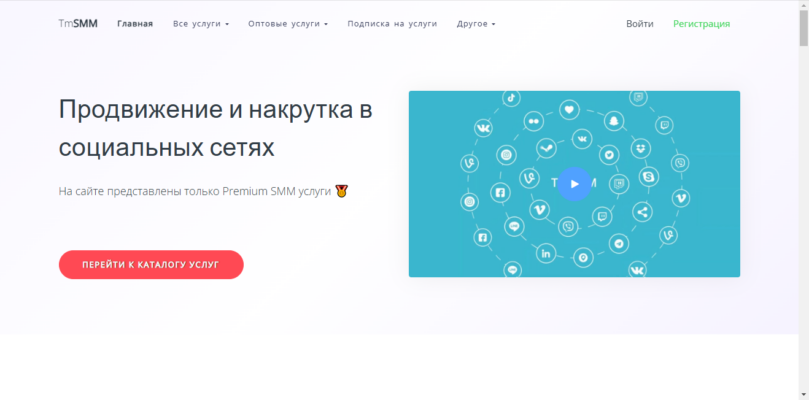 TmSMM Главная Все услуги Оптовые услуги Подписка на услуги Другое Войти Регистрация
Продвижение и накрутка в
социальных сетях
На сайте представлены только Premium SMM услуги
ПЕРЕЙТИ К КАТАЛОГУ УСЛУГ